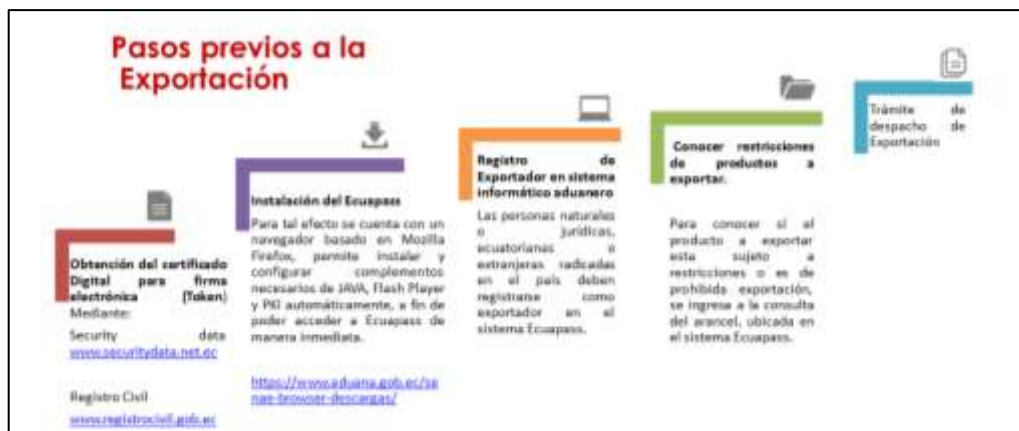 Pasos previos a la
Exportación
Obtención del certificado
Digital para firma
electrónica (Token)
Mediante:
Security data
www.securitydata.net.ec
Registro Civil
www.registrocivil.gob.ec
Instalación del Ecuapass
Para tal efecto se cuenta con un
navegador basado en Mozilla
Firefox, permite instalar y
configurar complementos
necesarios de JAVA, Flash Player
y PKI automáticamente, a fin de
poder acceder a Ecuapass de
manera inmediata.
https://www.aduana.gob.ec/se
nae-browser-descargas/
Registro de
Exportador en sistema
informático aduanero
Las personas naturales
o jurídicas,
ecuatorianas o
extranjeras radicadas
en el país deben
registrarse como
exportador en el
sistema Ecuapass.
Conocer restricciones
de productos a
exportar.
Para conocer si el
producto a exportar
esta sujeto a
restricciones o es de
prohibida exportación,
se ingresa a la consulta
del arancel, ubicada en
el sistema Ecuapass.
Trámite de
despacho de
Exportación